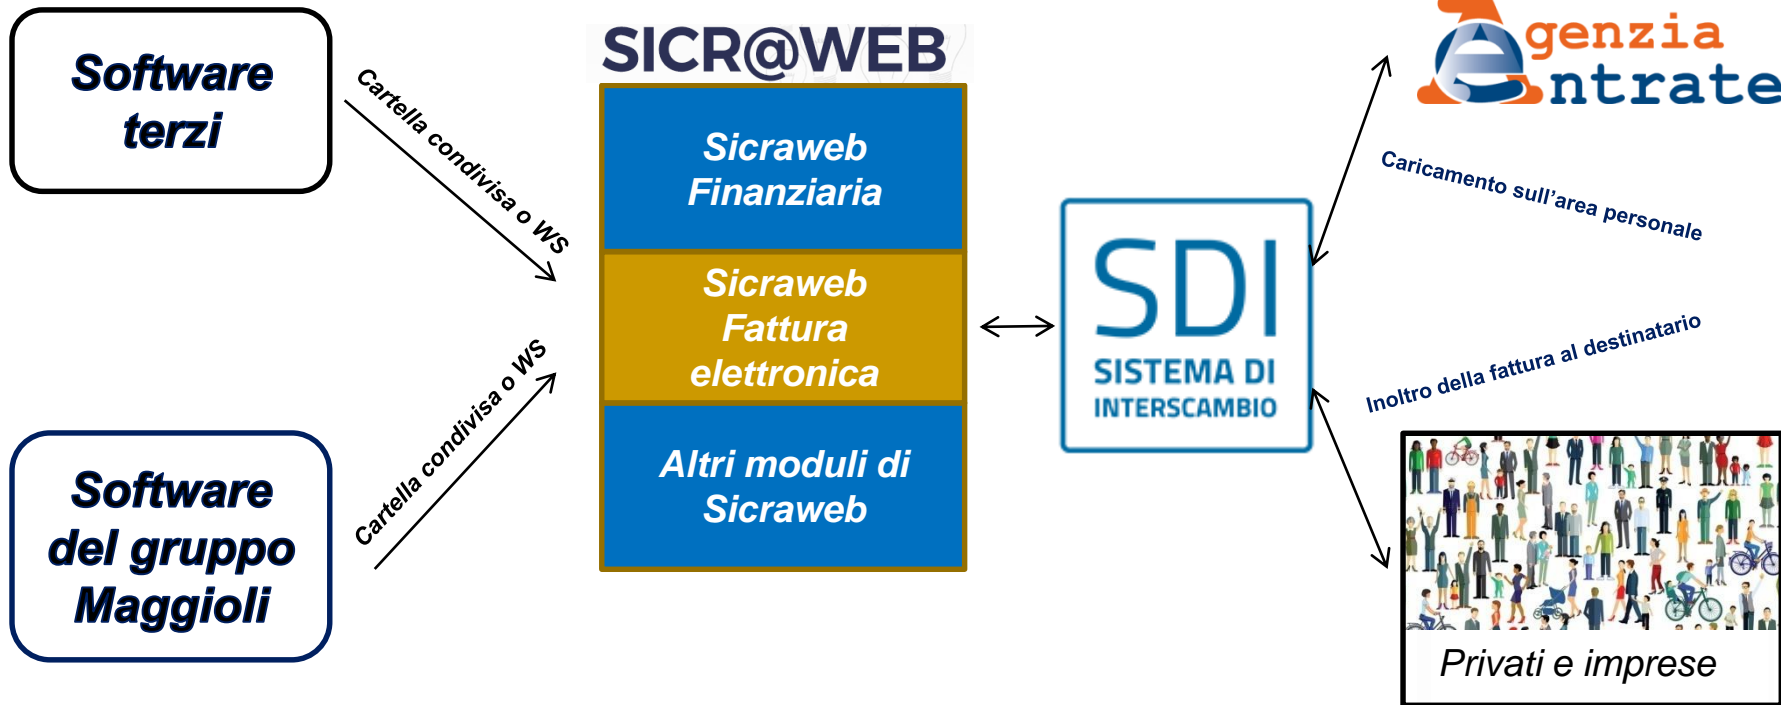 Software
terzi
Cartella condivisa o WS
Software
del gruppo
Maggioli
Cartella condivisa o WS
SICR@WEB
Sicraweb
Finanziaria
Sicraweb
Fattura
elettronica
Altri moduli di
Sicraweb
SDI
SISTEMA DI
INTERSCAMBIO
Agenzia
entrate
Caricamento sull'area personale
Inoltro della fattura al destinatario
Privati e imprese